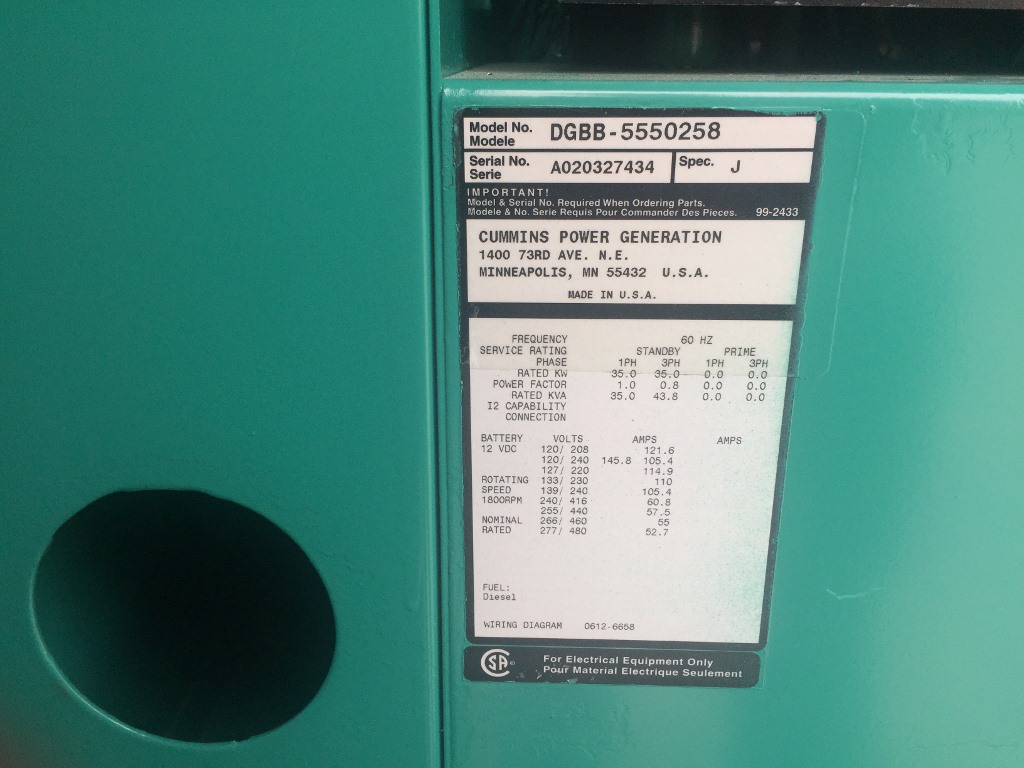 Model No. DGBB-5550258
Modele
Serial No. A020327434 Spec. J
Serie
IMPORTANT!
Model & Serial No. Required When Ordering Parts.
Modele & No. Serie Requis Pour Commander Des Pieces. 99-2433
CUMMINS POWER GENERATION
1400 73RD AVE. N.E.
MINNEAPOLIS, MN 55432 U.S.A.
MADE IN U.S.A.
FREQUENCY 60 HZ
SERVICE RATING STANDBY PRIME
PHASE 1PH 3PH 1PH 3PH
RATED KW 35.0 35.0 0.0 0.0
POWER FACTOR 1.0 0.8 0.0 0.0
RATED KVA 35.0 43.8 0.0 0.0
I2 CAPABILITY
CONNECTION
BATTERY VOLTS AMPS AMPS
12 VDC 120/ 208 121.6
120/ 240 145.8 105.4
127/ 220 114.9
ROTATING 133/ 230 110
SPEED 139/ 240 105.4
1800RPM 240/ 416 60.8
255/ 440 57.5
NOMINAL 266/ 460 55
RATED 277/ 480 52.7
FUEL:
Diesel
WIRING DIAGRAM 0612-6658
CSA ® For Electrical Equipment Only
Pour Material Electrique Seulement